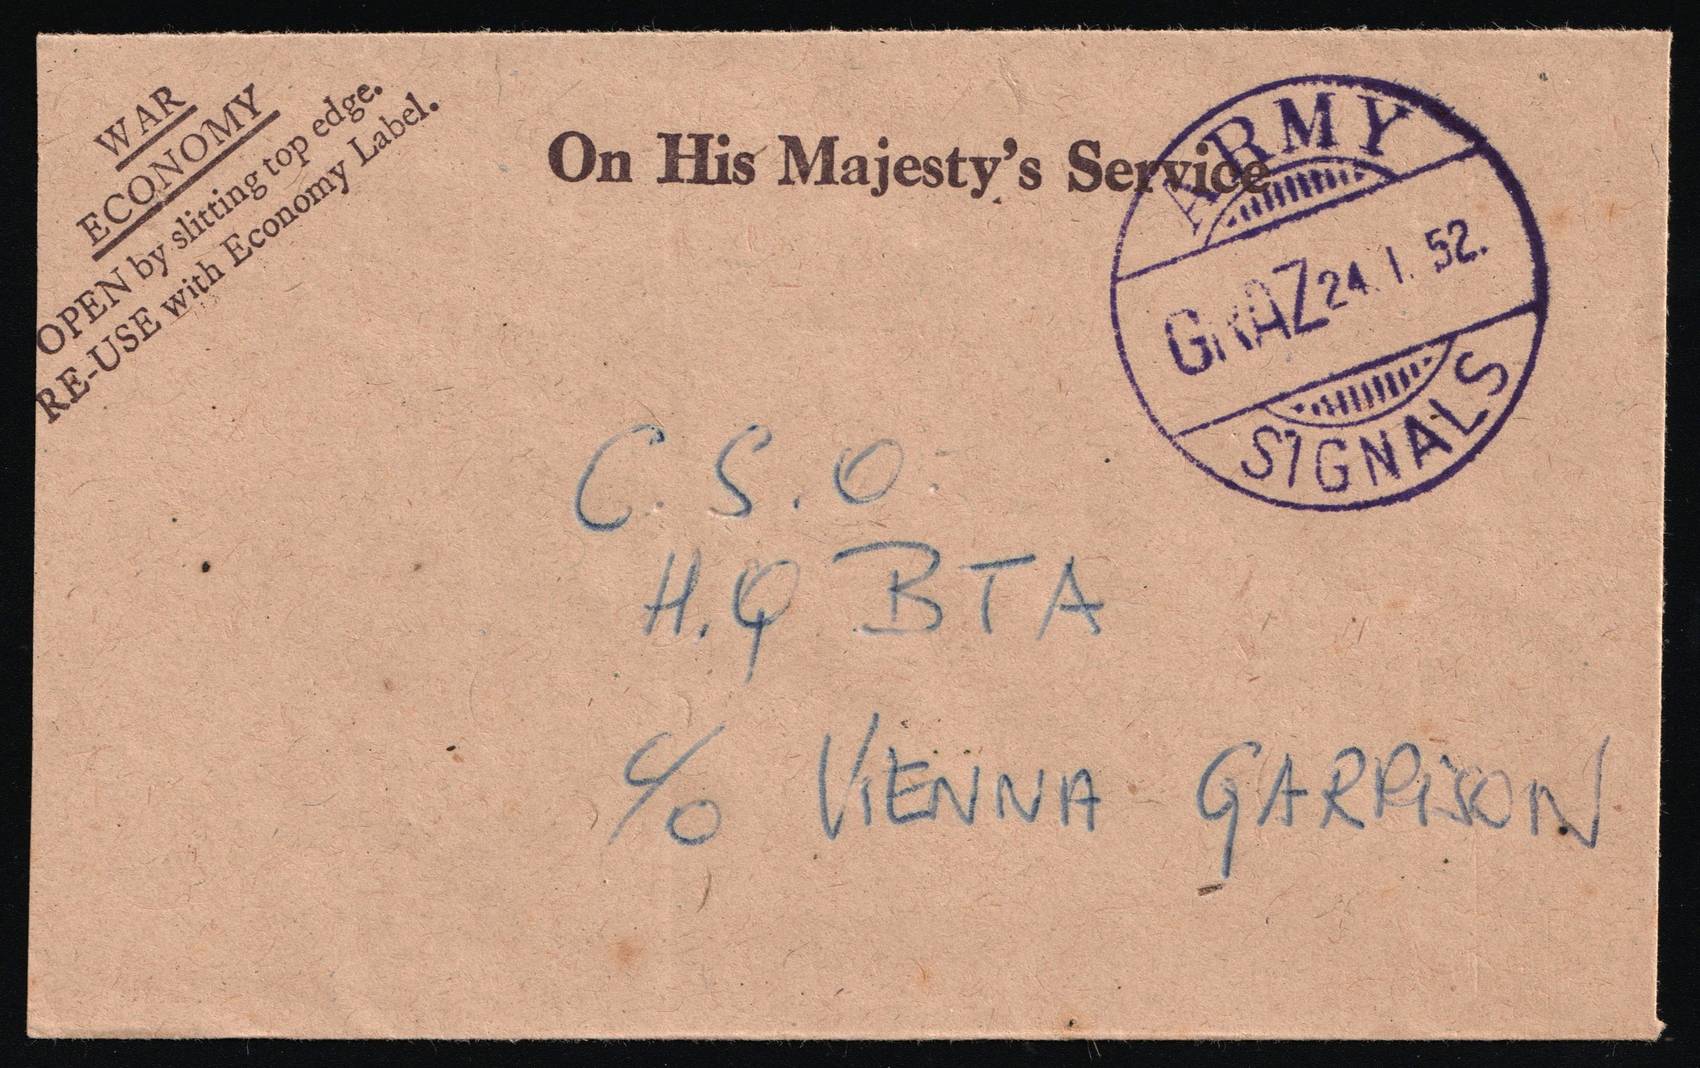 WAR
ECONOMY
OPEN by slitting top edge.
RE-USE with Economy Label.
On His Majesty's Service
ARMY
GRAZ 24. 1. 52.
SIGNALS
C.S.O.
H.Q BTA
c/o VIENNA GARRISON